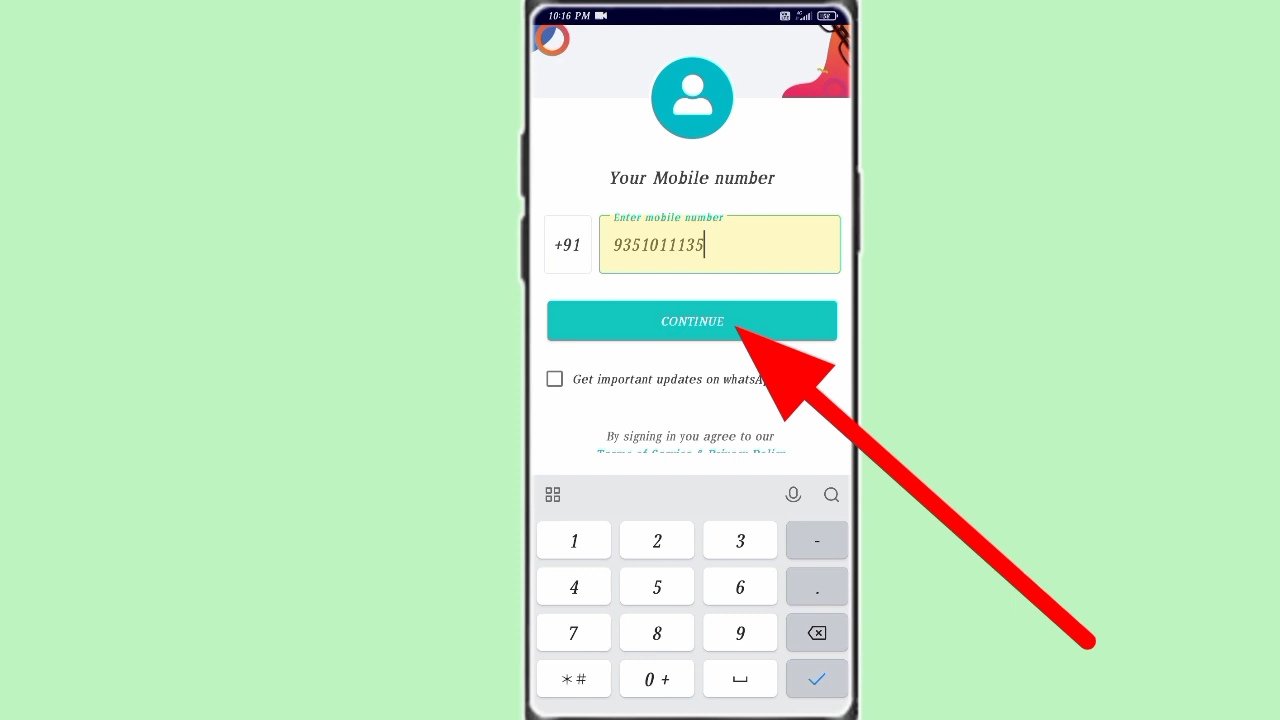 10:16 PM
Your Mobile number
Enter mobile number
+91 9351011135
CONTINUE
Get important updates on
By signing in you agree to our
Terms of Service & Privacy Policy
1 2 3 -
4 5 6 .
7 8 9
*# 0 +